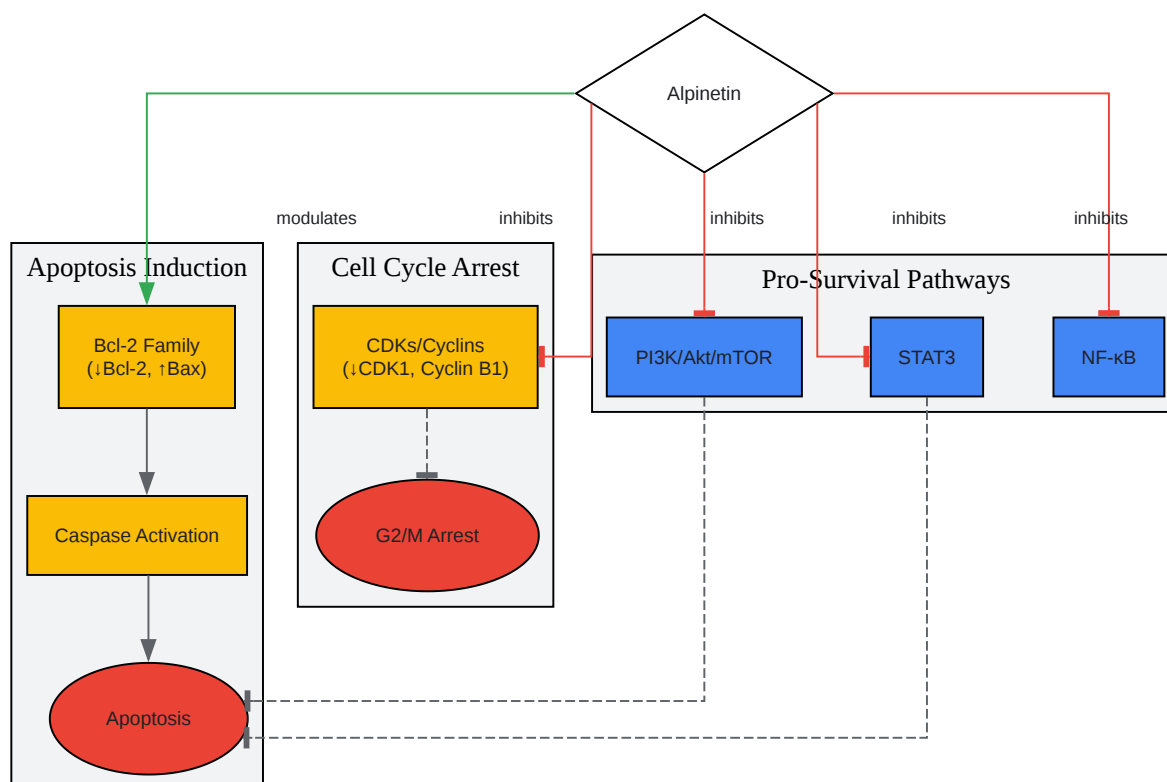 Alpinetin
modulates
inhibits
inhibits
inhibits
inhibits
Apoptosis Induction
Cell Cycle Arrest
Pro-Survival Pathways
Bcl-2 Family
(↓Bcl-2, ↑Bax)
CDKs/Cyclins
(↓CDK1, Cyclin B1)
PI3K/Akt/mTOR
STAT3
NF-κB
Caspase Activation
G2/M Arrest
Apoptosis